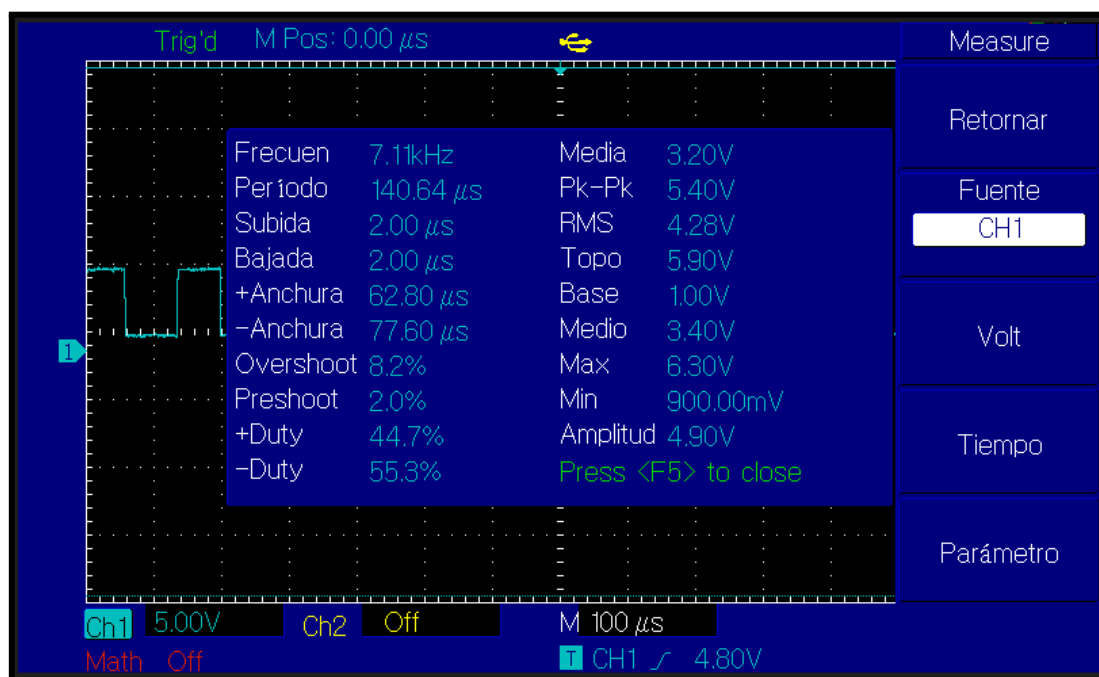 Trig'd M Pos: 0.00 μs Measure
Retornar
Fuente
CH1
Volt
Tiempo
Parámetro
Frecuen 7.11kHz Media 3.20V
Período 140.64 μs Pk-Pk 5.40V
Subida 2.00 μs RMS 4.28V
Bajada 2.00 μs Topo 5.90V
+Anchura 62.80 μs Base 1.00V
-Anchura 77.60 μs Medio 3.40V
Overshoot 8.2% Max 6.30V
Preshoot 2.0% Min 900.00mV
+Duty 44.7% Amplitud 4.90V
-Duty 55.3% Press <F5> to close
1
Ch1 5.00V Ch2 Off M 100 μs
Math Off T CH1 4.80V